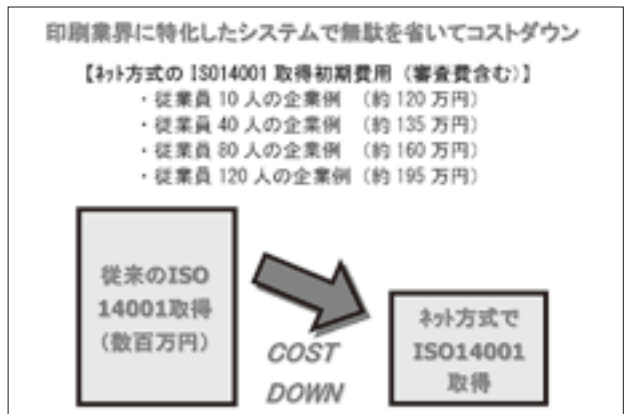 印刷業界に特化したシステムで無駄を省いてコストダウン
【ﾈｯﾄ方式の ISO14001 取得初期費用（審査費含む）】
・従業員 10 人の企業例　（約 120 万円）
・従業員 40 人の企業例　（約 135 万円）
・従業員 80 人の企業例　（約 160 万円）
・従業員 120 人の企業例（約 195 万円）
従来のISO
14001取得
（数百万円）
COST
DOWN
ﾈｯﾄ方式で
ISO14001
取得